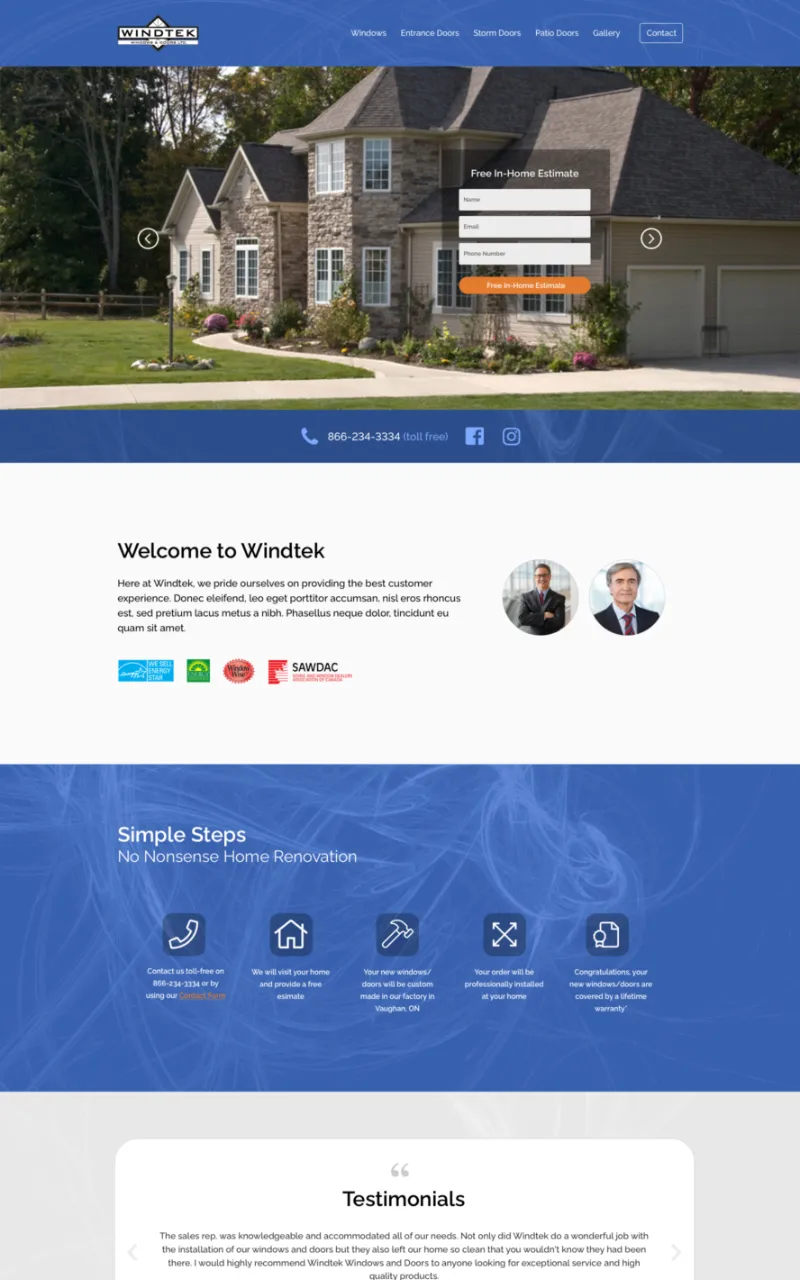 WINDTEK
WINDOWS & DOORS LTD.
Windows Entrance Doors Storm Doors Patio Doors Gallery Contact
Free In-Home Estimate
Name
Email
Phone Number
Free In-Home Estimate
866-234-3334 (toll free)
Welcome to Windtek
Here at Windtek, we pride ourselves on providing the best customer
experience. Donec eleifend, leo eget porttitor accumsan, nisl eros rhoncus
est, sed pretium lacus metus a nibh. Phasellus neque dolor, tincidunt eu
quam sit amet.
WE SELL
ENERGY
STAR
Window
Wise
SAWDAC
SIDING AND WINDOW DEALERS
ASSOCIATION OF CANADA
Simple Steps
No Nonsense Home Renovation
Contact us toll-free on
866-234-3334 or by
using our Contact Form
We will visit your home
and provide a free
esimate
Your new windows/
doors will be custom
made in our factory in
Vaughan, ON
Your order will be
professionally installed
at your home
Congratulations, your
new windows/doors are
covered by a lifetime
warranty*
Testimonials
The sales rep. was knowledgeable and accommodated all of our needs. Not only did Windtek do a wonderful job with
the installation of our windows and doors but they also left our home so clean that you wouldn't know they had been
there. I would highly recommend Windtek Windows and Doors to anyone looking for exceptional service and high
quality products.